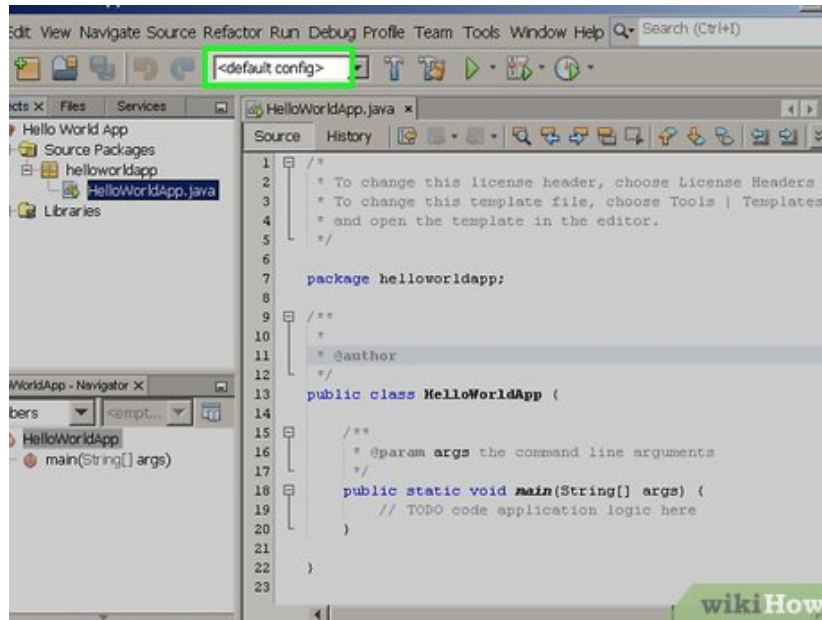 Edit View Navigate Source Refactor Run Debug Profile Team Tools Window Help Search (Ctrl+I)
<default config>
Files Services
HelloWorldApp.java
Hello World App
Source Packages
helloworldapp
HelloWorldApp.java
Libraries
Source History
1 /*
2 * To change this license header, choose License Headers
3 * To change this template file, choose Tools | Templates
4 * and open the template in the editor.
5 */
6
7 package helloworldapp;
8
9 /**
10 *
11 * @author
12 */
13 public class HelloWorldApp {
14
15 /**
16 * @param args the command line arguments
17 */
18 public static void main(String[] args) {
19 // TODO code application logic here
20 }
21
22 }
23
WorldApp - Navigator
bers <empt...
HelloWorldApp
main(String[] args)
wikiHow